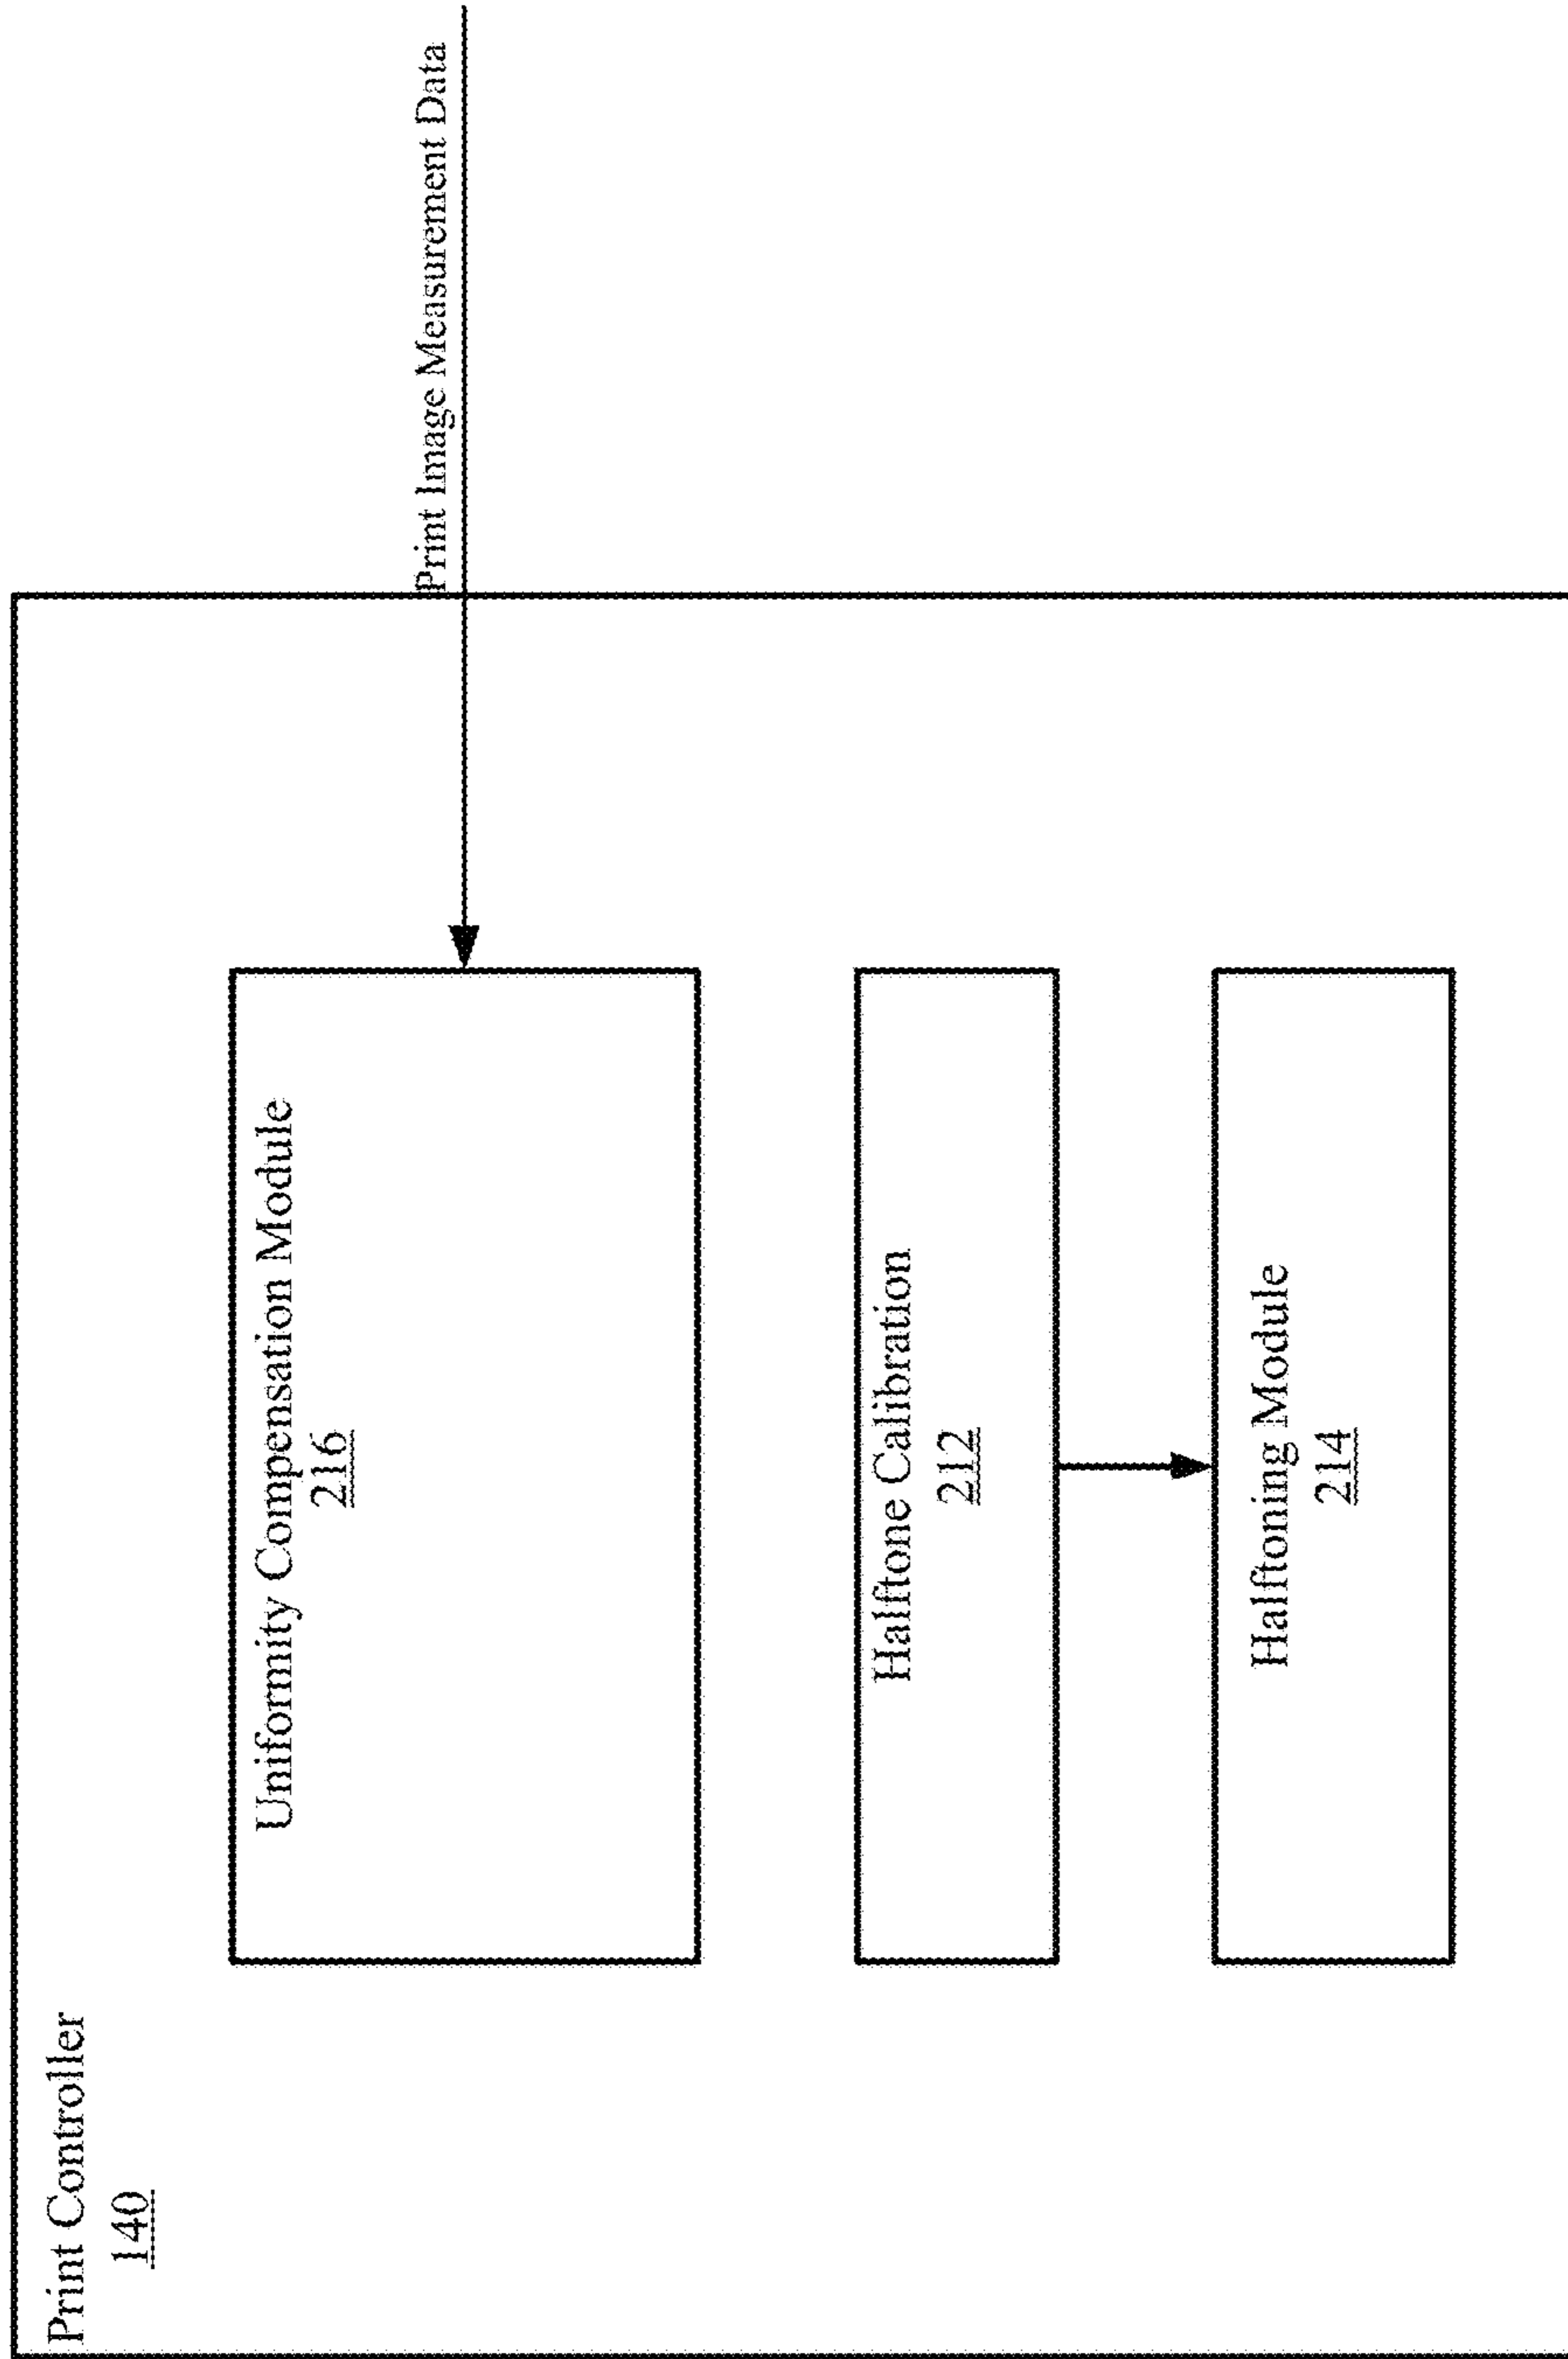 Print Controller
140
Print Image Measurement Data
Uniformity Compensation Module
216
Halftone Calibration
212
Halftoning Module
214